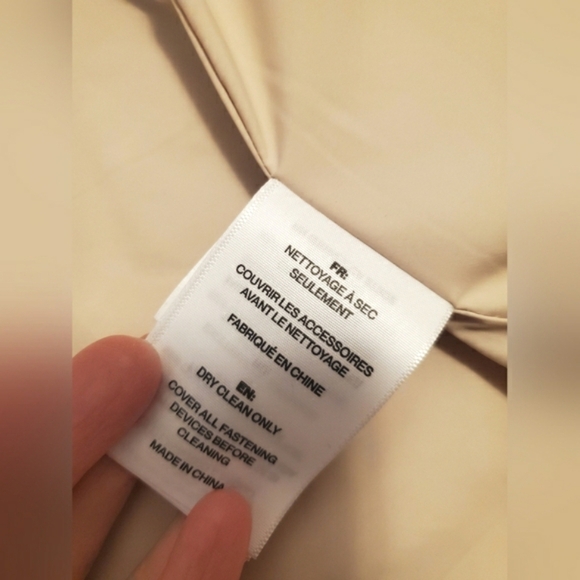 FR:
NETTOYAGE À SEC
SEULEMENT
COUVRIR LES ACCESSOIRES
AVANT LE NETTOYAGE
FABRIQUÉ EN CHINE
EN:
DRY CLEAN ONLY
COVER ALL FASTENING
DEVICES BEFORE
CLEANING
MADE IN CHINA